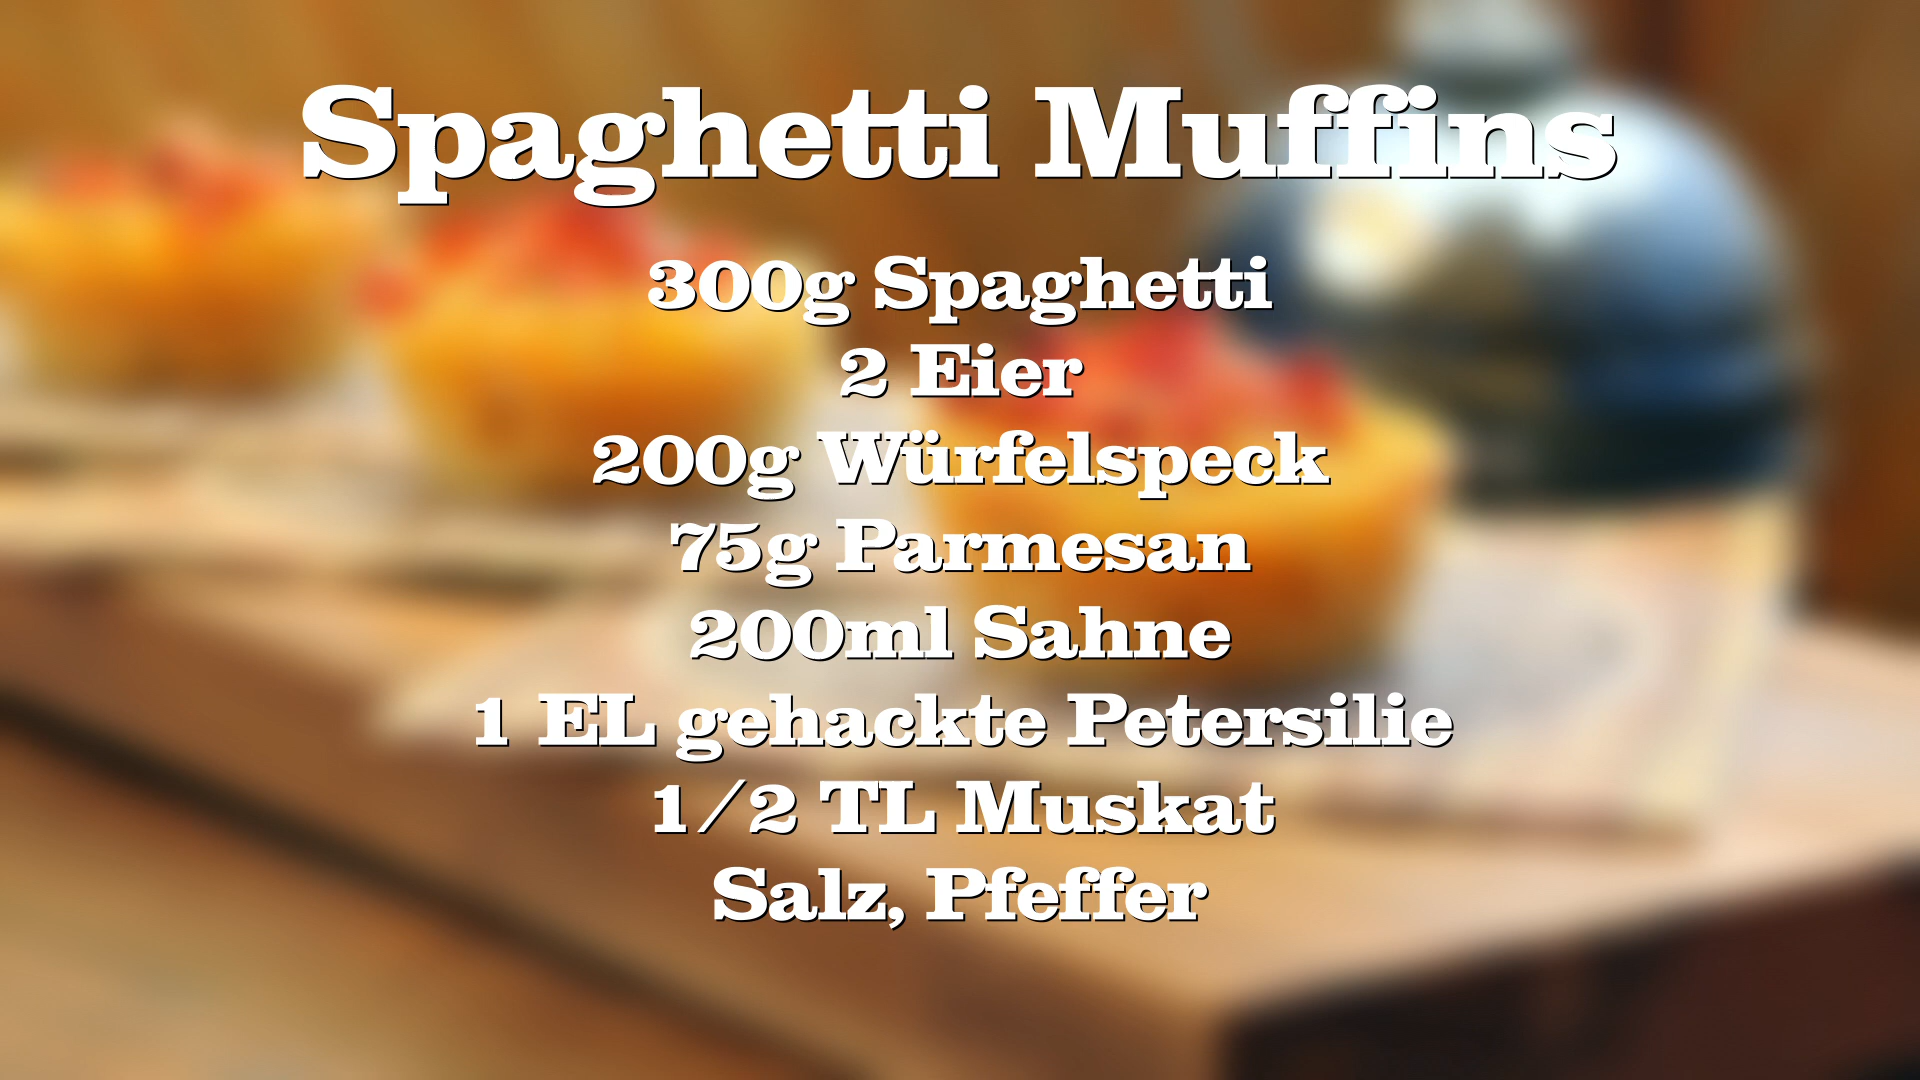 Spaghetti Muffins
300g Spaghetti
2 Eier
200g Würfelspeck
75g Parmesan
200ml Sahne
1 EL gehackte Petersilie
1/2 TL Muskat
Salz, Pfeffer